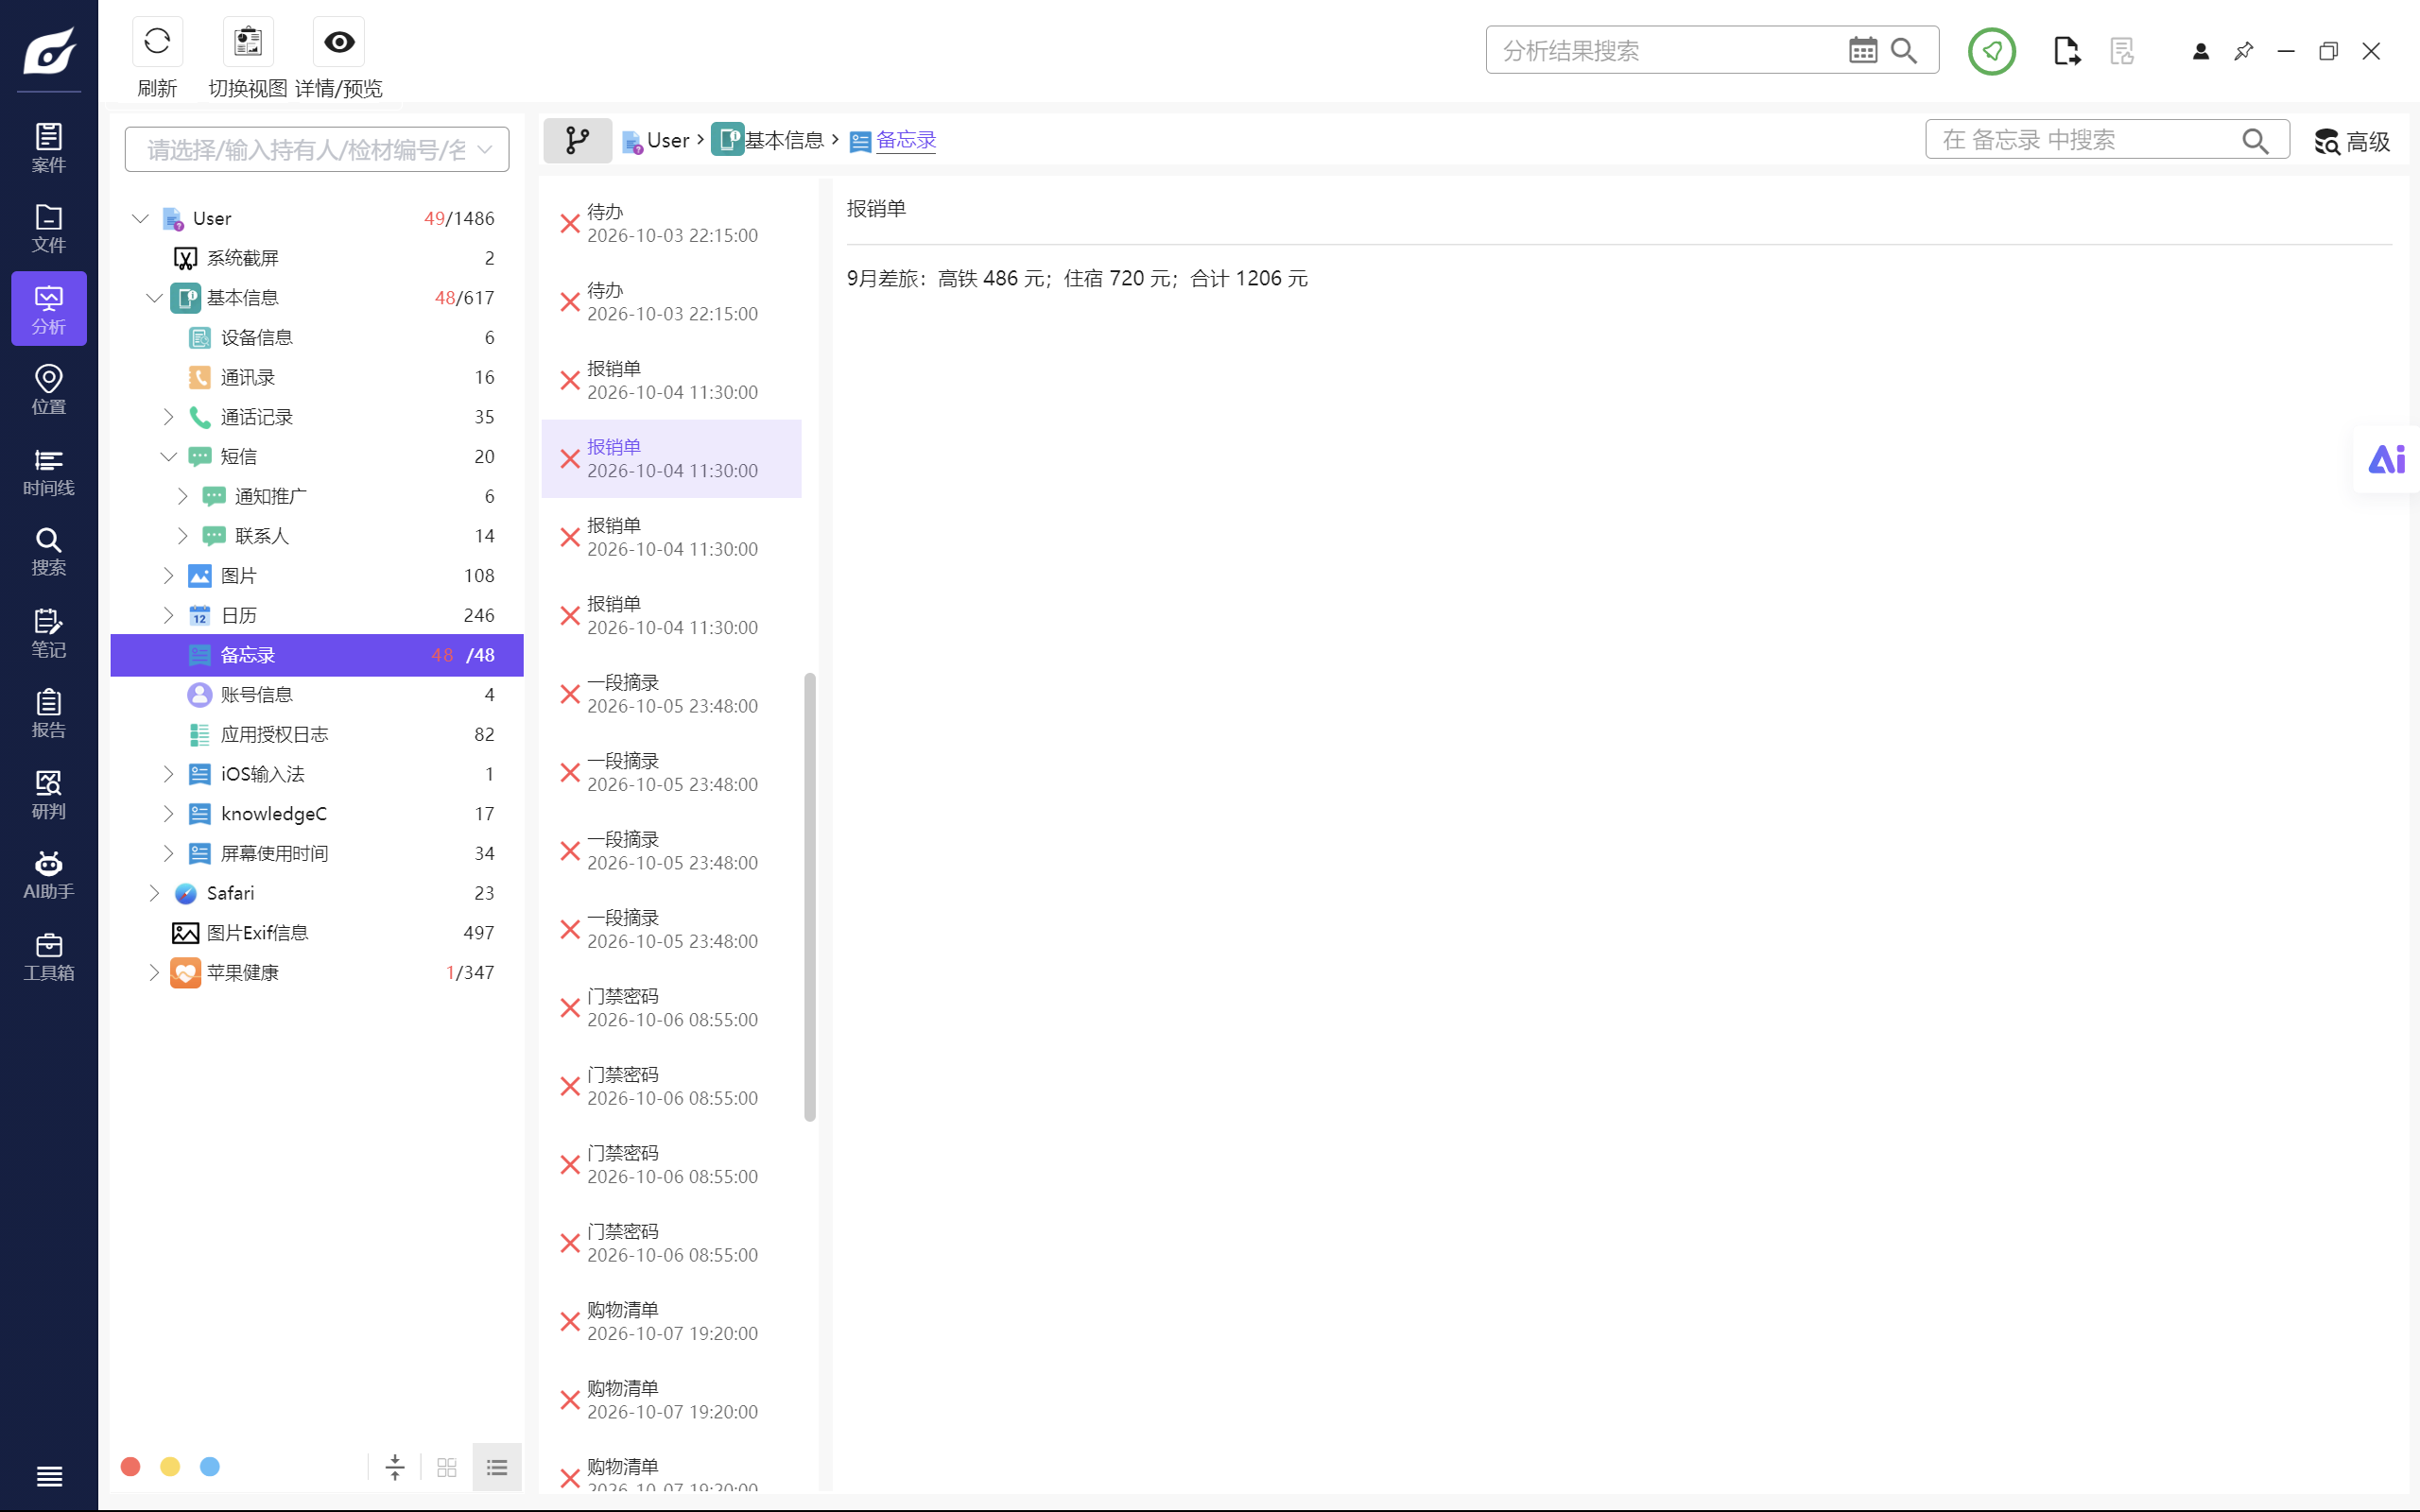 刷新
切换视图
详情/预览
分析结果搜索
案件
文件
分析
位置
时间线
搜索
笔记
报告
研判
AI助手
工具箱
请选择/输入持有人/检材编号/名
User 49/1486
系统截屏 2
基本信息 48/617
设备信息 6
通讯录 16
通话记录 35
短信 20
通知推广 6
联系人 14
图片 108
12 日历 246
备忘录 48 /48
账号信息 4
应用授权日志 82
iOS输入法 1
knowledgeC 17
屏幕使用时间 34
Safari 23
图片Exif信息 497
苹果健康 1/347
User 基本信息 备忘录
在 备忘录 中搜索
高级
待办
2026-10-03 22:15:00
待办
2026-10-03 22:15:00
报销单
2026-10-04 11:30:00
报销单
2026-10-04 11:30:00
报销单
2026-10-04 11:30:00
报销单
2026-10-04 11:30:00
一段摘录
2026-10-05 23:48:00
一段摘录
2026-10-05 23:48:00
一段摘录
2026-10-05 23:48:00
一段摘录
2026-10-05 23:48:00
门禁密码
2026-10-06 08:55:00
门禁密码
2026-10-06 08:55:00
门禁密码
2026-10-06 08:55:00
门禁密码
2026-10-06 08:55:00
购物清单
2026-10-07 19:20:00
购物清单
2026-10-07 19:20:00
购物清单
2026-10-07 19:20:00
报销单
9月差旅：高铁 486 元；住宿 720 元；合计 1206 元
Ai